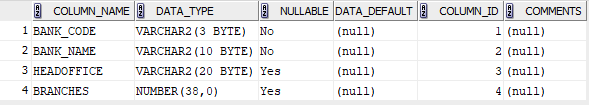 COLUMN_NAME DATA_TYPE NULLABLE DATA_DEFAULT COLUMN_ID COMMENTS
1 BANK_CODE VARCHAR2(3 BYTE) No (null) 1 (null)
2 BANK_NAME VARCHAR2(10 BYTE) No (null) 2 (null)
3 HEADOFFICE VARCHAR2(20 BYTE) Yes (null) 3 (null)
4 BRANCHES NUMBER(38,0) Yes (null) 4 (null)